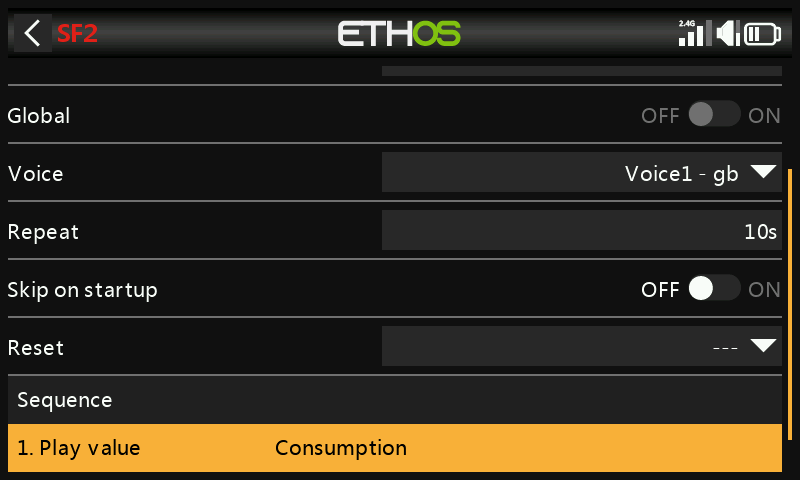 SF2
ETHOS
2.4G
Global OFF ON
Voice Voice1 - gb
Repeat 10s
Skip on startup OFF ON
Reset ---
Sequence
1. Play value Consumption